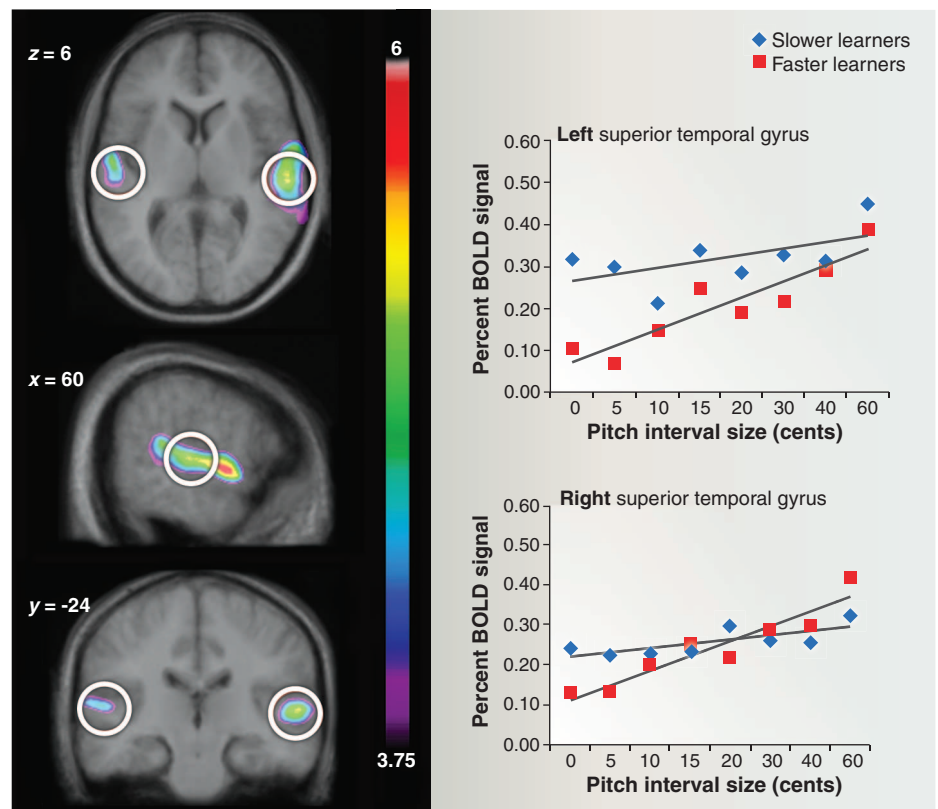 z = 6
x = 60
y = -24
6
3.75
Slower learners
Faster learners
Left superior temporal gyrus
Percent BOLD signal
0.60
0.50
0.40
0.30
0.20
0.10
0.00
0 5 10 15 20 30 40 60
Pitch interval size (cents)
Right superior temporal gyrus
Percent BOLD signal
0.60
0.50
0.40
0.30
0.20
0.10
0.00
0 5 10 15 20 30 40 60
Pitch interval size (cents)